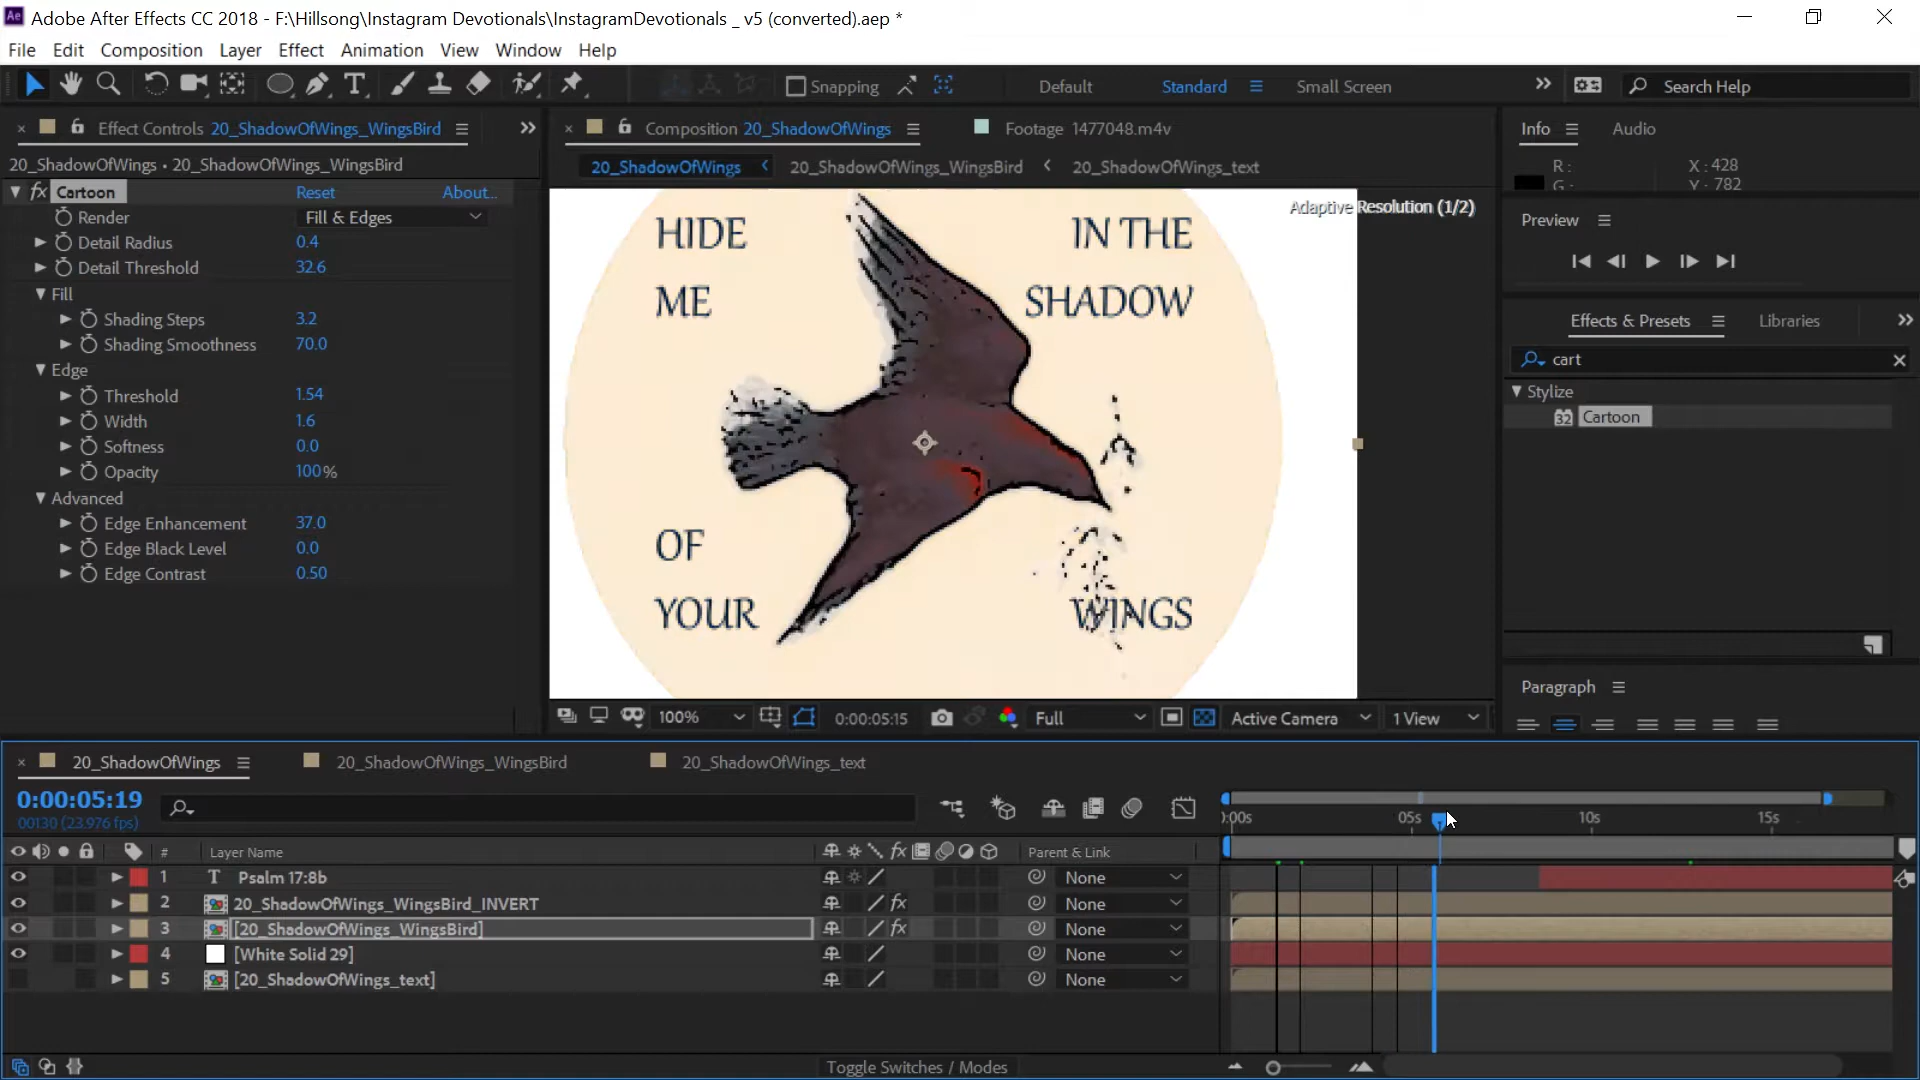 Adobe After Effects CC 2018 - F:\Hillsong\Instagram Devotionals\InstagramDevotionals _ v5 (converted).aep *
File Edit Composition Layer Effect Animation View Window Help
Snapping Default Standard Small Screen Search Help
Effect Controls 20_ShadowOfWings_WingsBird
Composition 20_ShadowOfWings
Footage 1477048.m4v
Info Audio
20_ShadowOfWings • 20_ShadowOfWings_WingsBird
20_ShadowOfWings 20_ShadowOfWings_WingsBird 20_ShadowOfWings_text
R: X: 428
G: Y: 782
fx Cartoon Reset About...
Render Fill & Edges
Detail Radius 0.4
Detail Threshold 32.6
Fill
Shading Steps 3.2
Shading Smoothness 70.0
Edge
Threshold 1.54
Width 1.6
Softness 0.0
Opacity 100%
Advanced
Edge Enhancement 37.0
Edge Black Level 0.0
Edge Contrast 0.50
Adaptive Resolution (1/2)
HIDE IN THE
ME SHADOW
OF
YOUR WINGS
Preview
Effects & Presets Libraries
cart
Stylize
32 Cartoon
Paragraph
100% 0:00:05:15 Full Active Camera 1 View
20_ShadowOfWings 20_ShadowOfWings_WingsBird 20_ShadowOfWings_text
0:00:05:19
00130 (23.976 fps)
):00s 05s 10s 15s
# Layer Name fx Parent & Link
1 T Psalm 17:8b None
2 20_ShadowOfWings_WingsBird_INVERT fx None
3 [20_ShadowOfWings_WingsBird] fx None
4 [White Solid 29] None
5 [20_ShadowOfWings_text] None
Toggle Switches / Modes